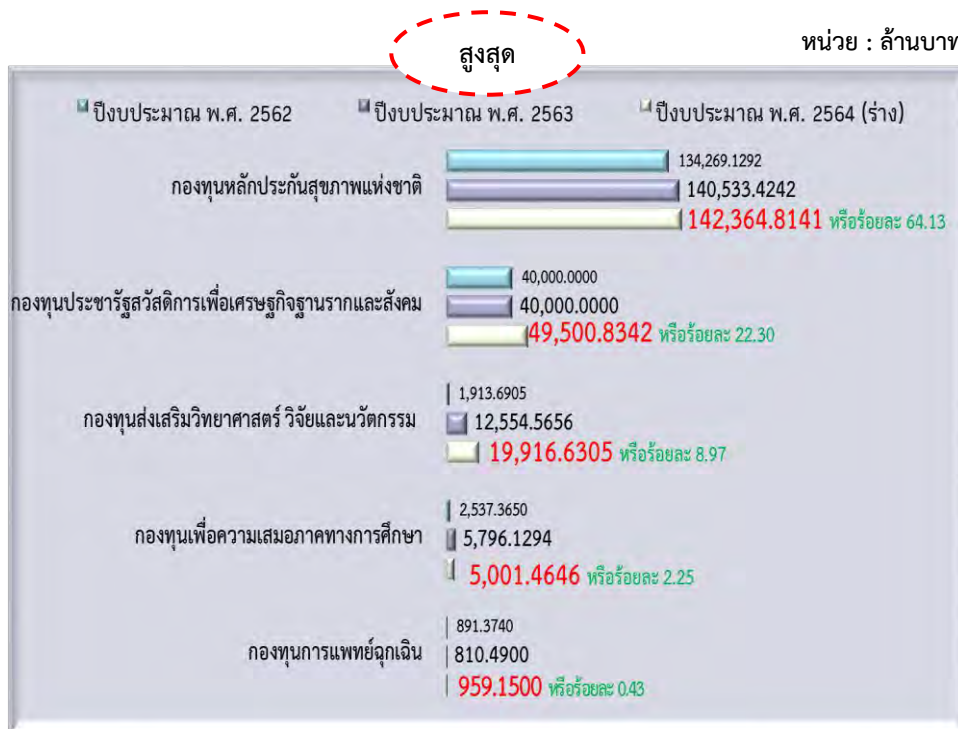 สูงสุด
หน่วย : ล้านบาท
ปีงบประมาณ พ.ศ. 2562 ปีงบประมาณ พ.ศ. 2563 ปีงบประมาณ พ.ศ. 2564 (ร่าง)
134,269.1292
กองทุนหลักประกันสุขภาพแห่งชาติ 140,533.4242
142,364.8141 หรือร้อยละ 64.13
40,000.0000
กองทุนประชารัฐสวัสดิการเพื่อเศรษฐกิจฐานรากและสังคม 40,000.0000
49,500.8342 หรือร้อยละ 22.30
1,913.6905
กองทุนส่งเสริมวิทยาศาสตร์ วิจัยและนวัตกรรม 12,554.5656
19,916.6305 หรือร้อยละ 8.97
2,537.3650
กองทุนเพื่อความเสมอภาคทางการศึกษา 5,796.1294
5,001.4646 หรือร้อยละ 2.25
891.3740
กองทุนการแพทย์ฉุกเฉิน 810.4900
959.1500 หรือร้อยละ 0.43